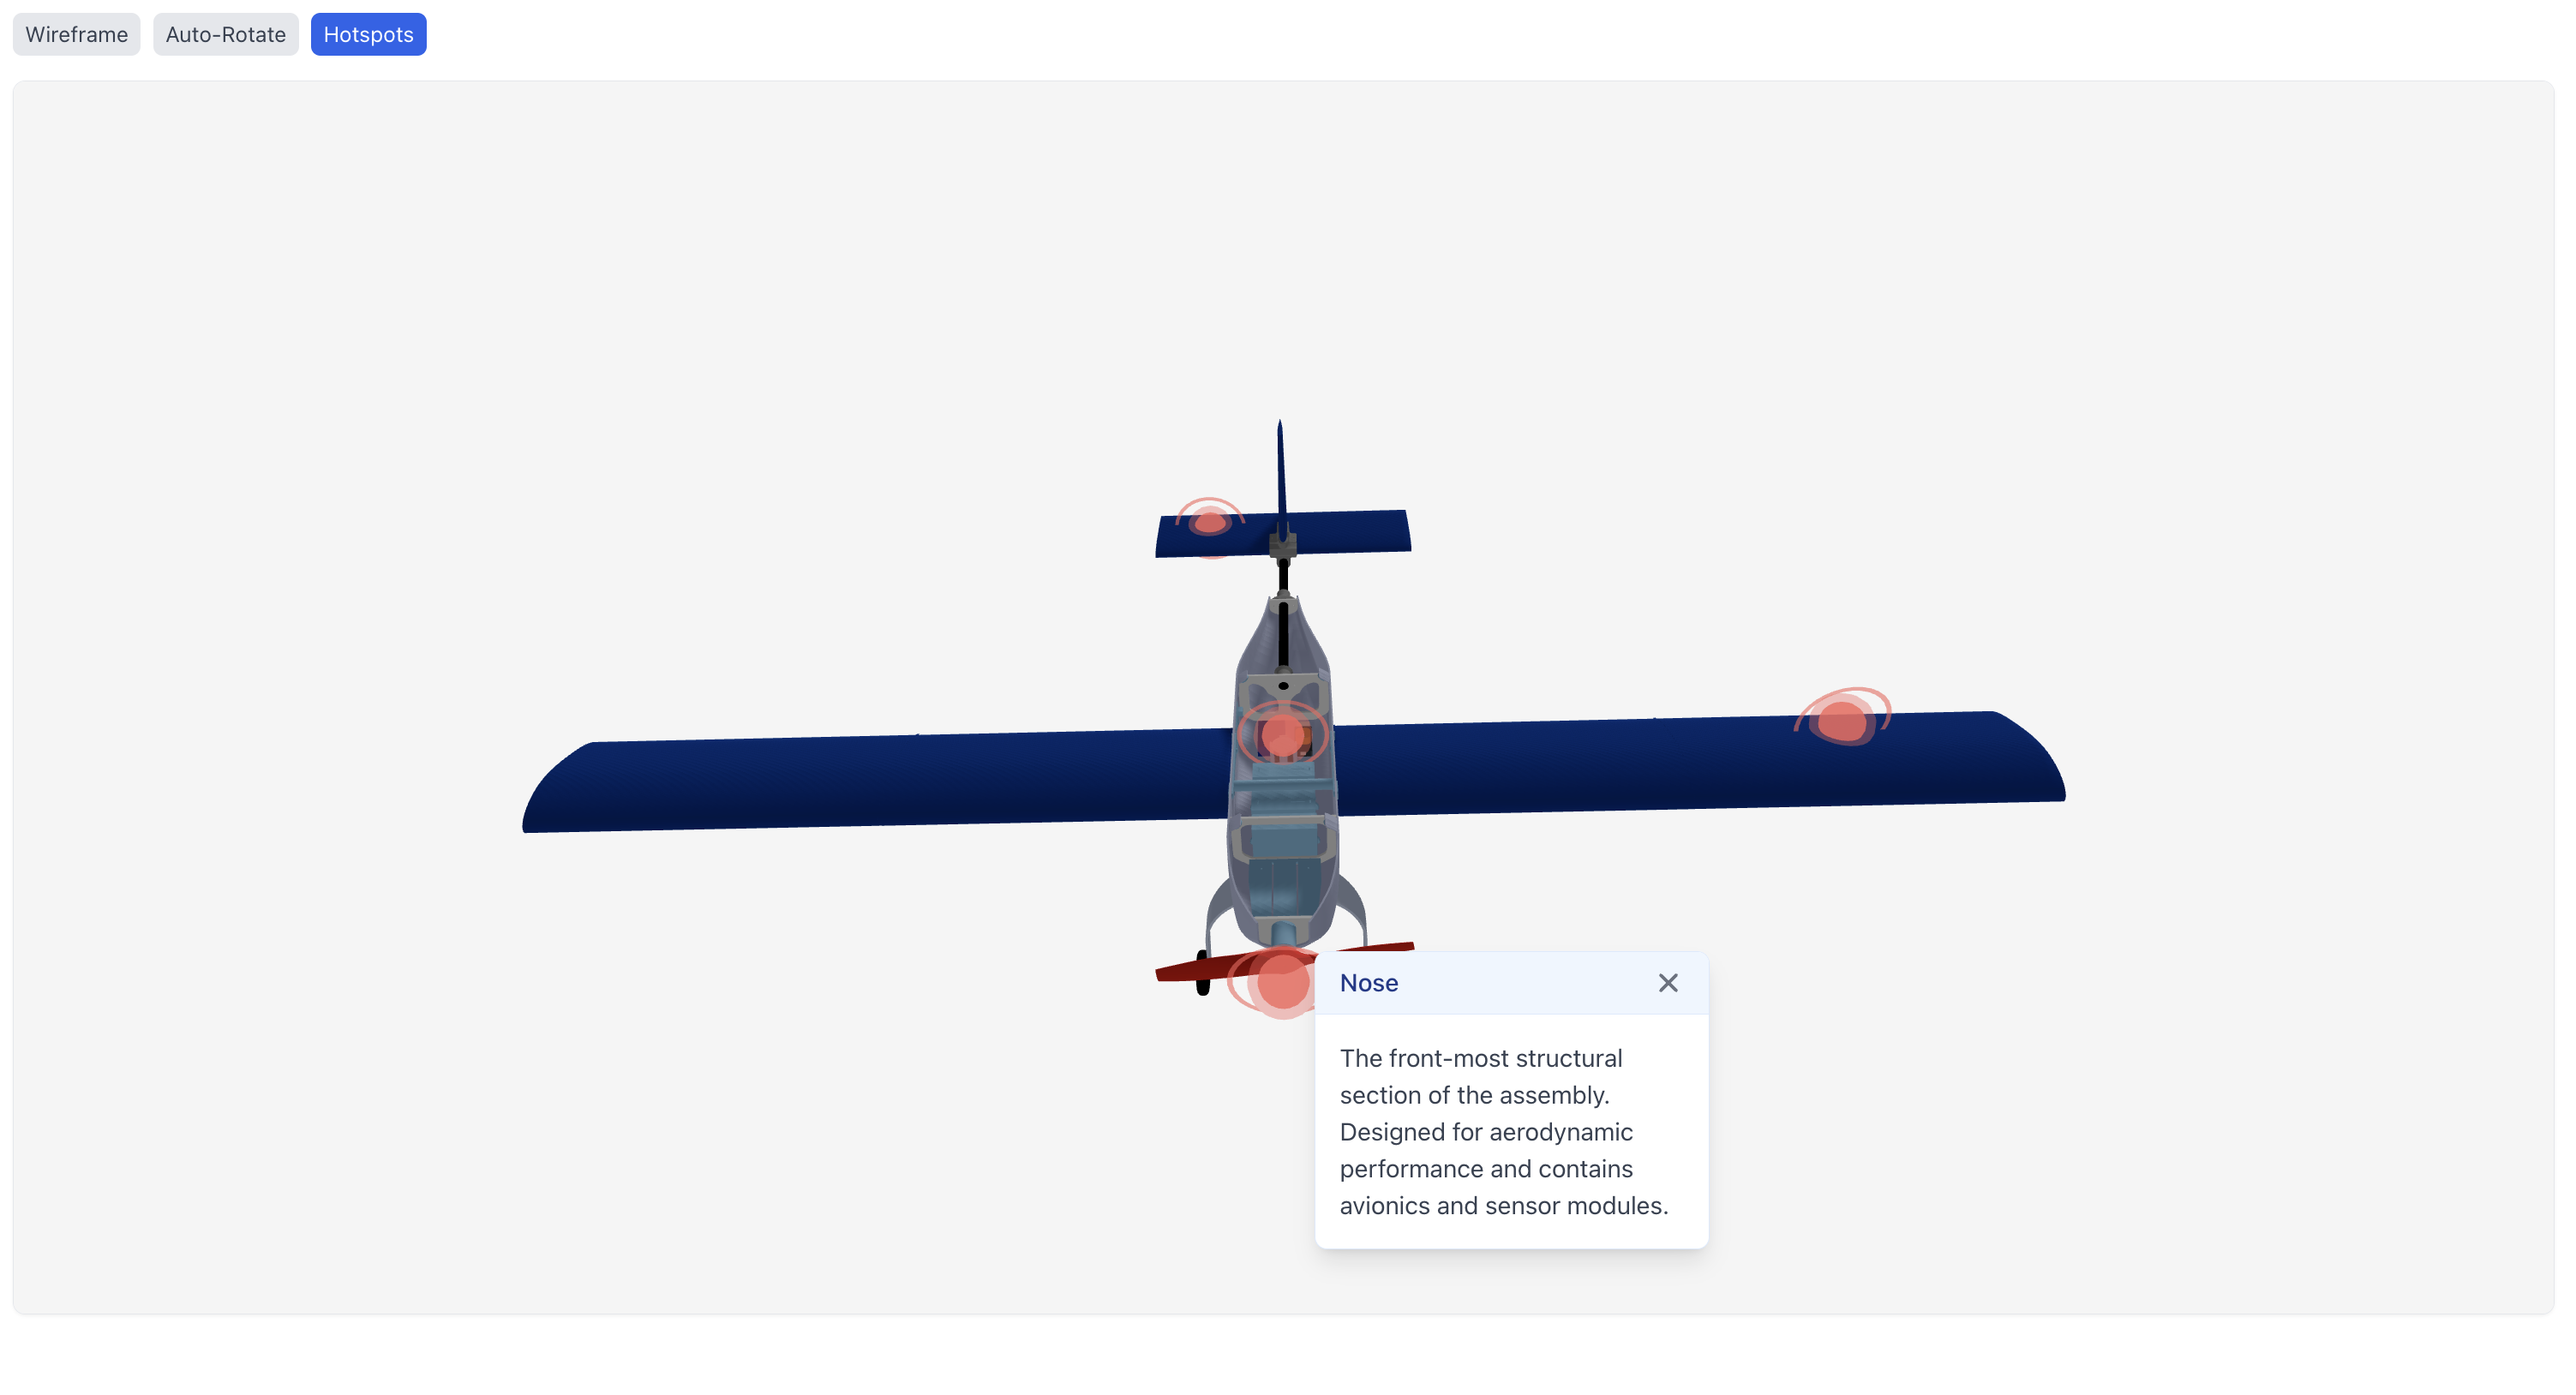 Wireframe
Auto-Rotate
Hotspots
Nose
The front-most structural
section of the assembly.
Designed for aerodynamic
performance and contains
avionics and sensor modules.